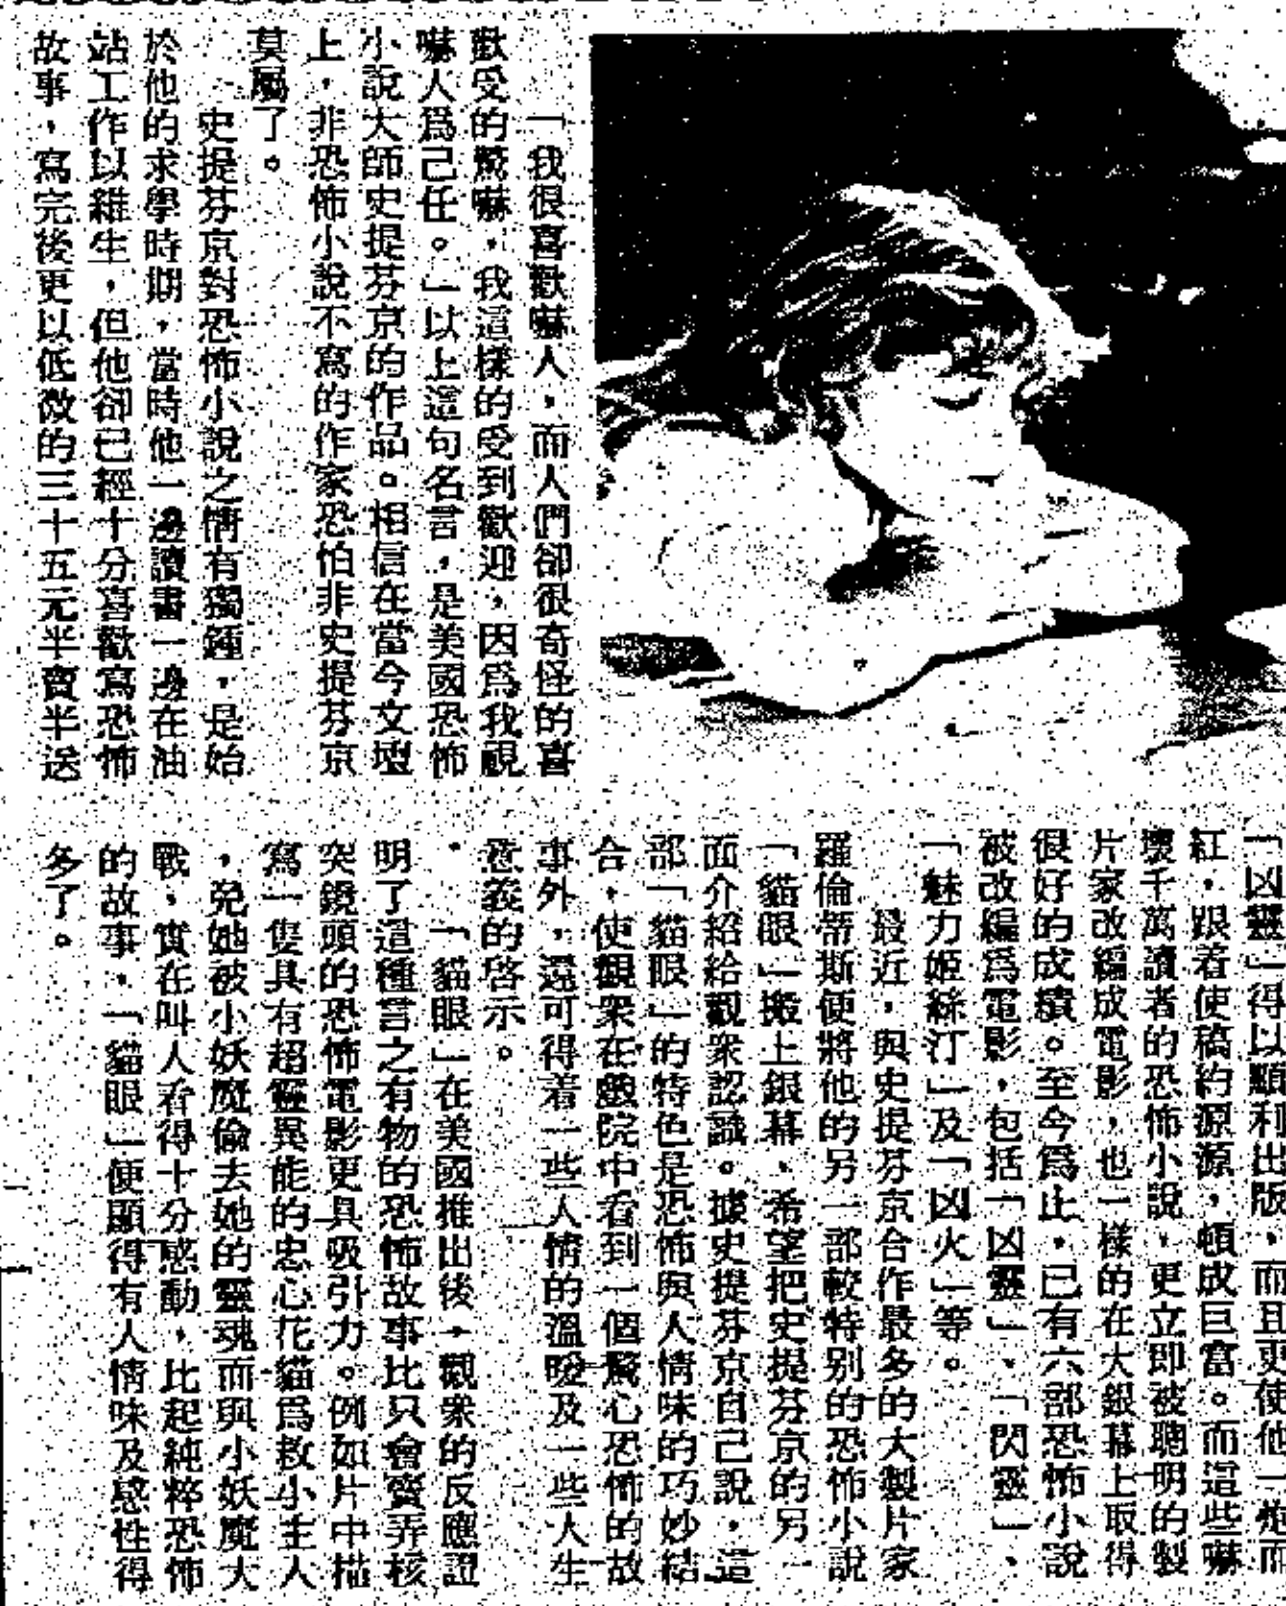 「我很喜歡嚇人，而人們卻很奇怪的喜
歡受的驚嚇，我這樣的受到歡迎，因爲我視
嚇人爲己任。」以上這句名言，是美國恐怖
小說大師史提芬京的作品。相信在當今文壇
上，非恐怖小說不寫的作家恐怕非史提芬京
莫屬了。
史提芬京對恐怖小說之情有獨鍾，是始
於他的求學時期，當時他一邊讀書一邊在油
站工作以維生，但他卻已經十分喜歡寫恐怖
故事，寫完後更以低微的三十五元半賣半送
「凶靈」得以順利出版，而且更使他一炮而
紅，跟着使稿約源源，頓成巨富。而這些嚇
壞千萬讀者的恐怖小說，更立即被聰明的製
片家改編成電影，也一樣的在大銀幕上取得
很好的成績。至今爲止，已有六部恐怖小說
被改編爲電影，包括「凶靈」、「閃靈」、
「魅力姬絲汀」及「凶火」等。
最近，與史提芬京合作最多的大製片家
羅倫蒂斯便將他的另一部較特别的恐怖小說
「貓眼」搬上銀幕，希望把史提芬京的另一
面介紹給觀衆認識。據史提芬京自己說，這
部「貓眼」的特色是恐怖與人情味的巧妙結
合，使觀衆在戲院中看到一個驚心恐怖的故
事外，還可得着一些人情的溫暖及一些人生
意義的啓示。
「貓眼」在美國推出後，觀衆的反應證
明了這種言之有物的恐怖故事比只會賣弄核
突鏡頭的恐怖電影更具吸引力。例如片中描
寫一隻具有超靈異能的忠心花貓爲救小主人
，免她被小妖魔偷去她的靈魂而與小妖魔大
戰，實在叫人看得十分感動，比起純粹恐怖
的故事，「貓眼」便顯得有人情味及感性得
多了。